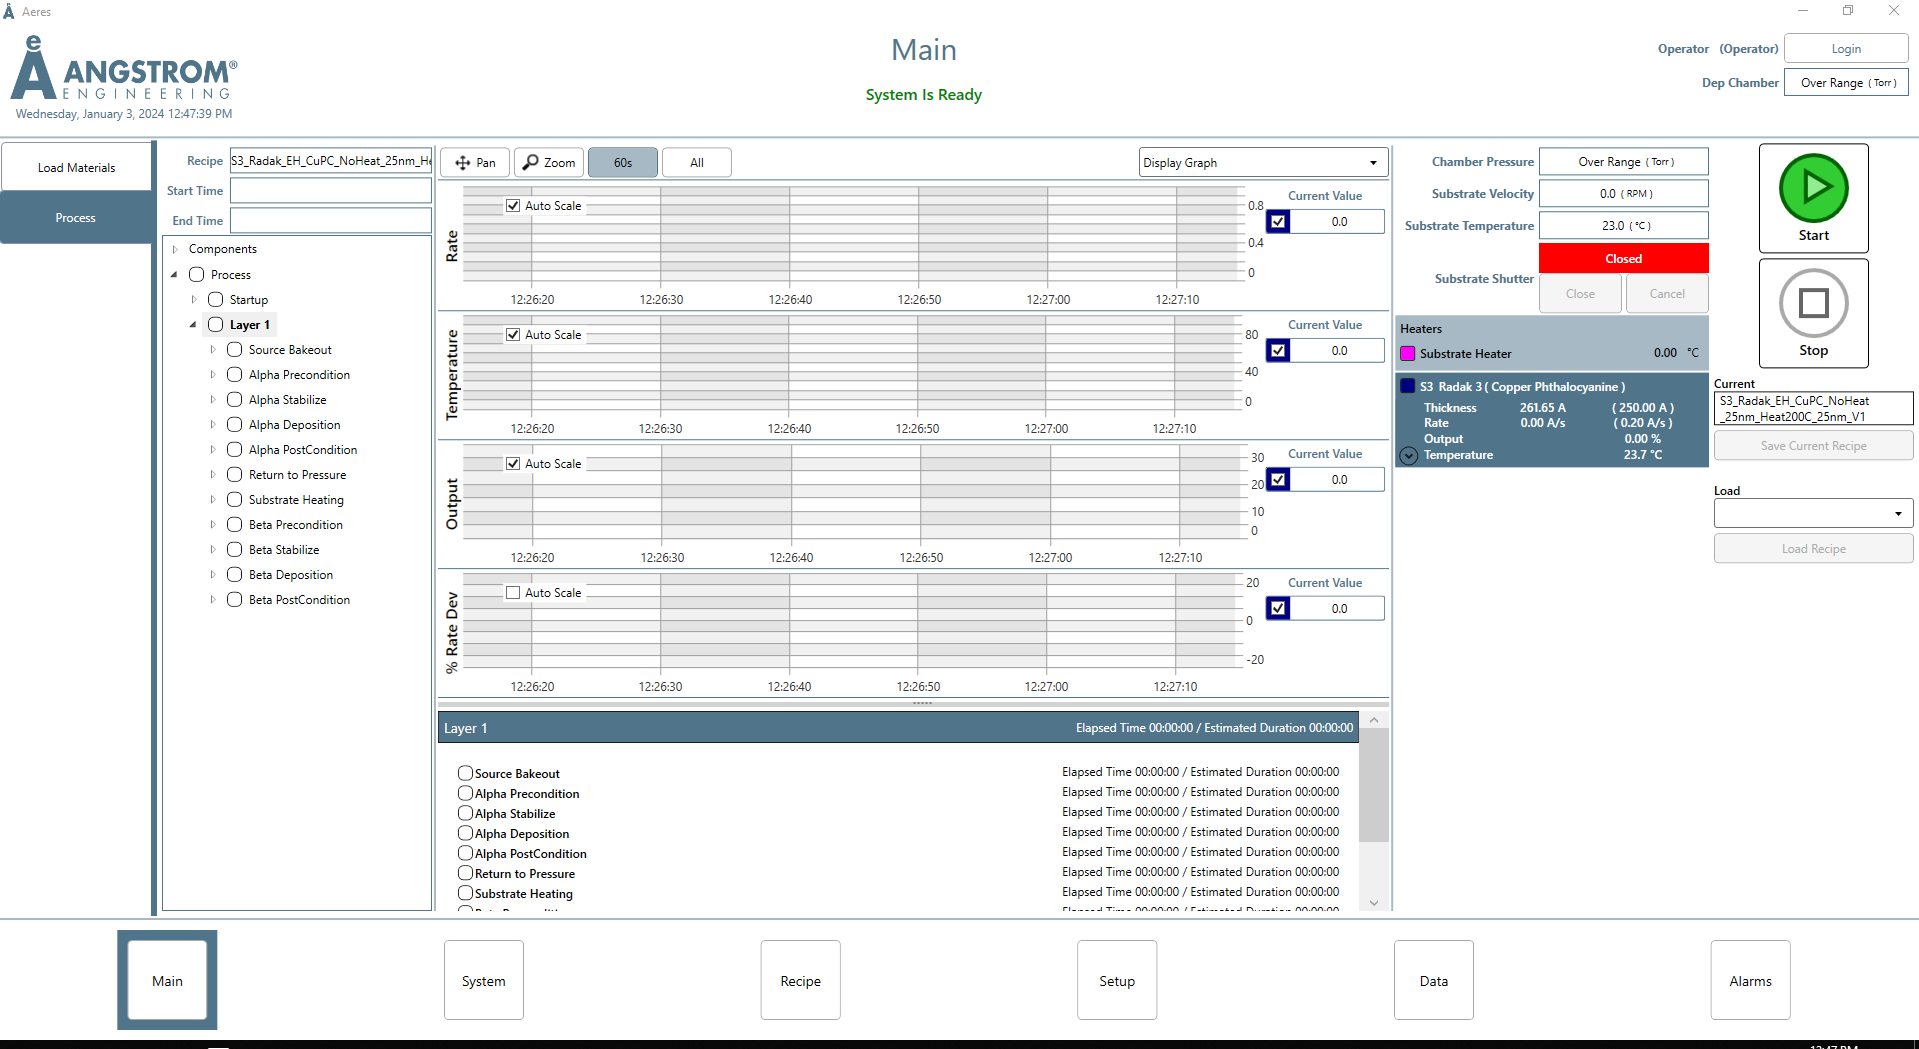 Aeres
e
ANGSTROM®
ENGINEERING
Wednesday, January 3, 2024 12:47:39 PM
Main
System Is Ready
Operator (Operator) Login
Dep Chamber Over Range ( Torr )
Load Materials
Process
Recipe S3_Radak_EH_CuPC_NoHeat_25nm_He
Start Time
End Time
Components
Process
Startup
Layer 1
Source Bakeout
Alpha Precondition
Alpha Stabilize
Alpha Deposition
Alpha PostCondition
Return to Pressure
Substrate Heating
Beta Precondition
Beta Stabilize
Beta Deposition
Beta PostCondition
Pan Zoom 60s All Display Graph
Rate
Auto Scale
0.8
0.4
0
Current Value
0.0
12:26:20 12:26:30 12:26:40 12:26:50 12:27:00 12:27:10
Temperature
Auto Scale
80
40
0
Current Value
0.0
12:26:20 12:26:30 12:26:40 12:26:50 12:27:00 12:27:10
Output
Auto Scale
30
20
10
0
Current Value
0.0
12:26:20 12:26:30 12:26:40 12:26:50 12:27:00 12:27:10
% Rate Dev
Auto Scale
20
0
-20
Current Value
0.0
12:26:20 12:26:30 12:26:40 12:26:50 12:27:00 12:27:10
Layer 1 Elapsed Time 00:00:00 / Estimated Duration 00:00:00
Source Bakeout Elapsed Time 00:00:00 / Estimated Duration 00:00:00
Alpha Precondition Elapsed Time 00:00:00 / Estimated Duration 00:00:00
Alpha Stabilize Elapsed Time 00:00:00 / Estimated Duration 00:00:00
Alpha Deposition Elapsed Time 00:00:00 / Estimated Duration 00:00:00
Alpha PostCondition Elapsed Time 00:00:00 / Estimated Duration 00:00:00
Return to Pressure Elapsed Time 00:00:00 / Estimated Duration 00:00:00
Substrate Heating Elapsed Time 00:00:00 / Estimated Duration 00:00:00
Chamber Pressure Over Range ( Torr )
Substrate Velocity 0.0 ( RPM )
Substrate Temperature 23.0 ( °C )
Substrate Shutter Closed
Close Cancel
Heaters
Substrate Heater 0.00 °C
S3 Radak 3 ( Copper Phthalocyanine )
Thickness 261.65 A ( 250.00 A )
Rate 0.00 A/s ( 0.20 A/s )
Output 0.00 %
Temperature 23.7 °C
Start
Stop
Current
S3_Radak_EH_CuPC_NoHeat
_25nm_Heat200C_25nm_V1
Save Current Recipe
Load
Load Recipe
Main System Recipe Setup Data Alarms